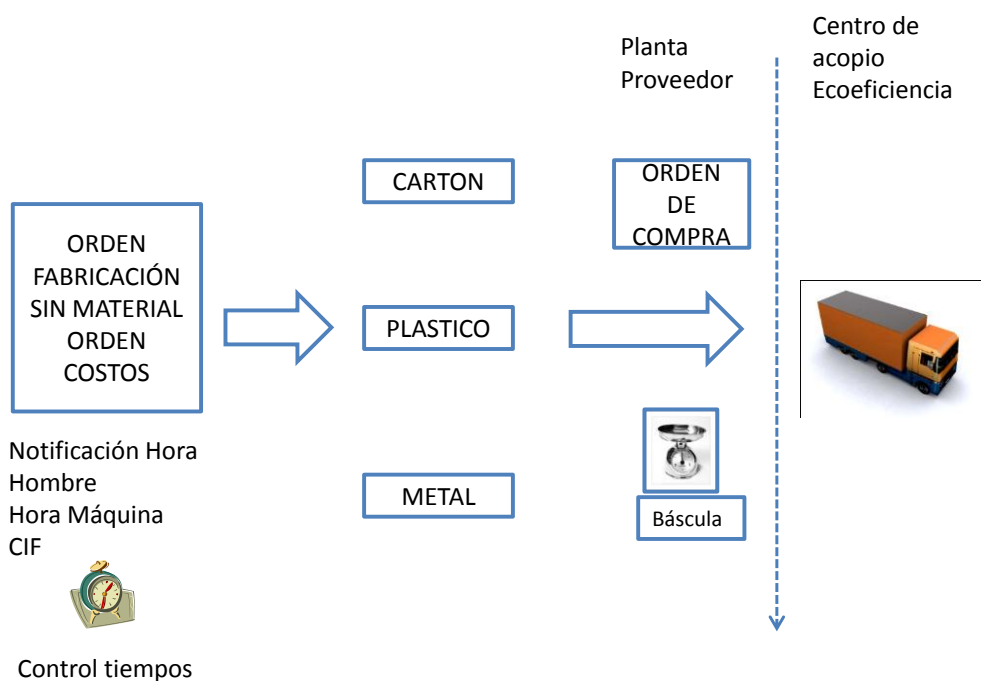 Planta
Proveedor
Centro de
acopio
Ecoeficiencia
ORDEN
FABRICACIÓN
SIN MATERIAL
ORDEN
COSTOS
CARTON
PLASTICO
METAL
ORDEN
DE
COMPRA
Báscula
Notificación Hora
Hombre
Hora Máquina
CIF
Control tiempos